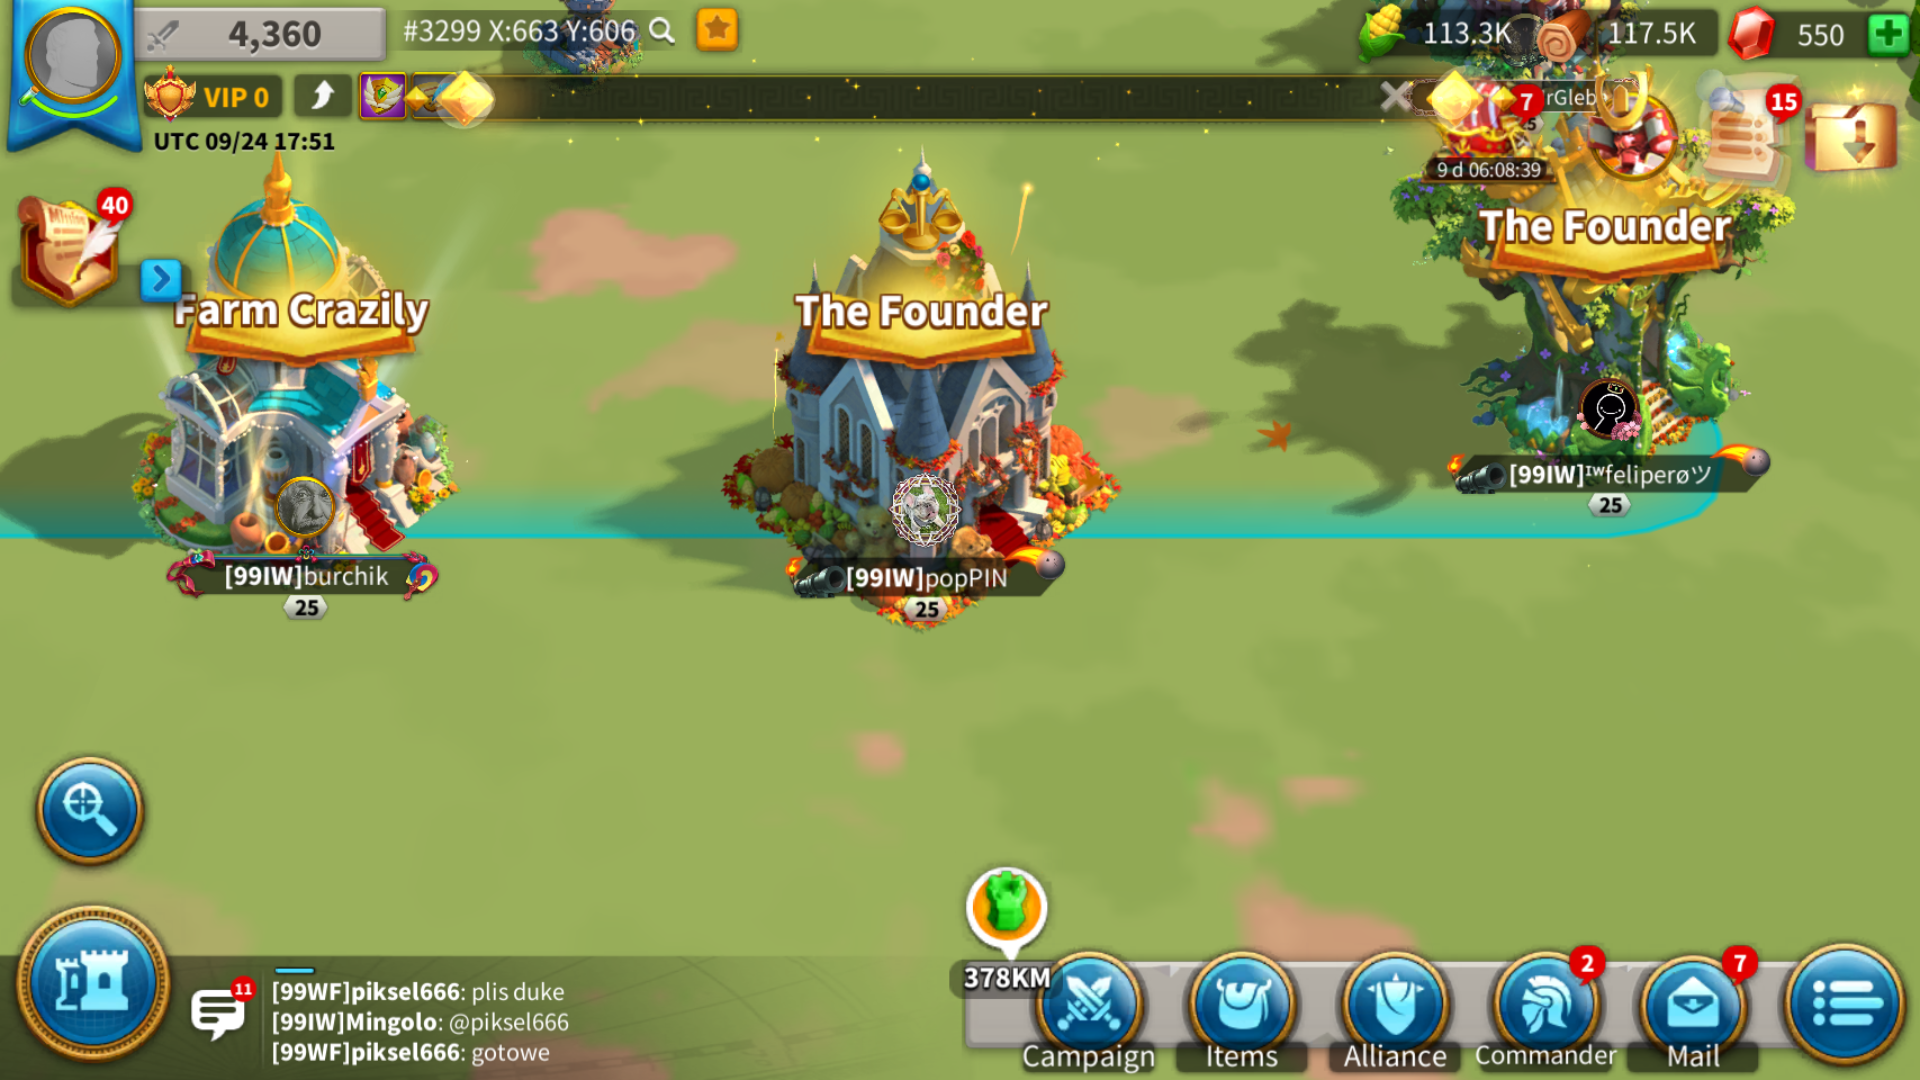 4,360
#3299 X:663 Y:606
113.3K
117.5K
550
VIP 0
UTC 09/24 17:51
7
rGleb
15
9 d 06:08:39
40
Mission
Farm Crazily
The Founder
The Founder
[99IW]ᴵᵂfeliperøツ
25
[99IW]burchik
25
[99IW]popPIN
25
378KM
11
[99WF]piksel666: plis duke
[99IW]Mingolo: @piksel666
[99WF]piksel666: gotowe
Campaign
Items
Alliance
2
Commander
7
Mail